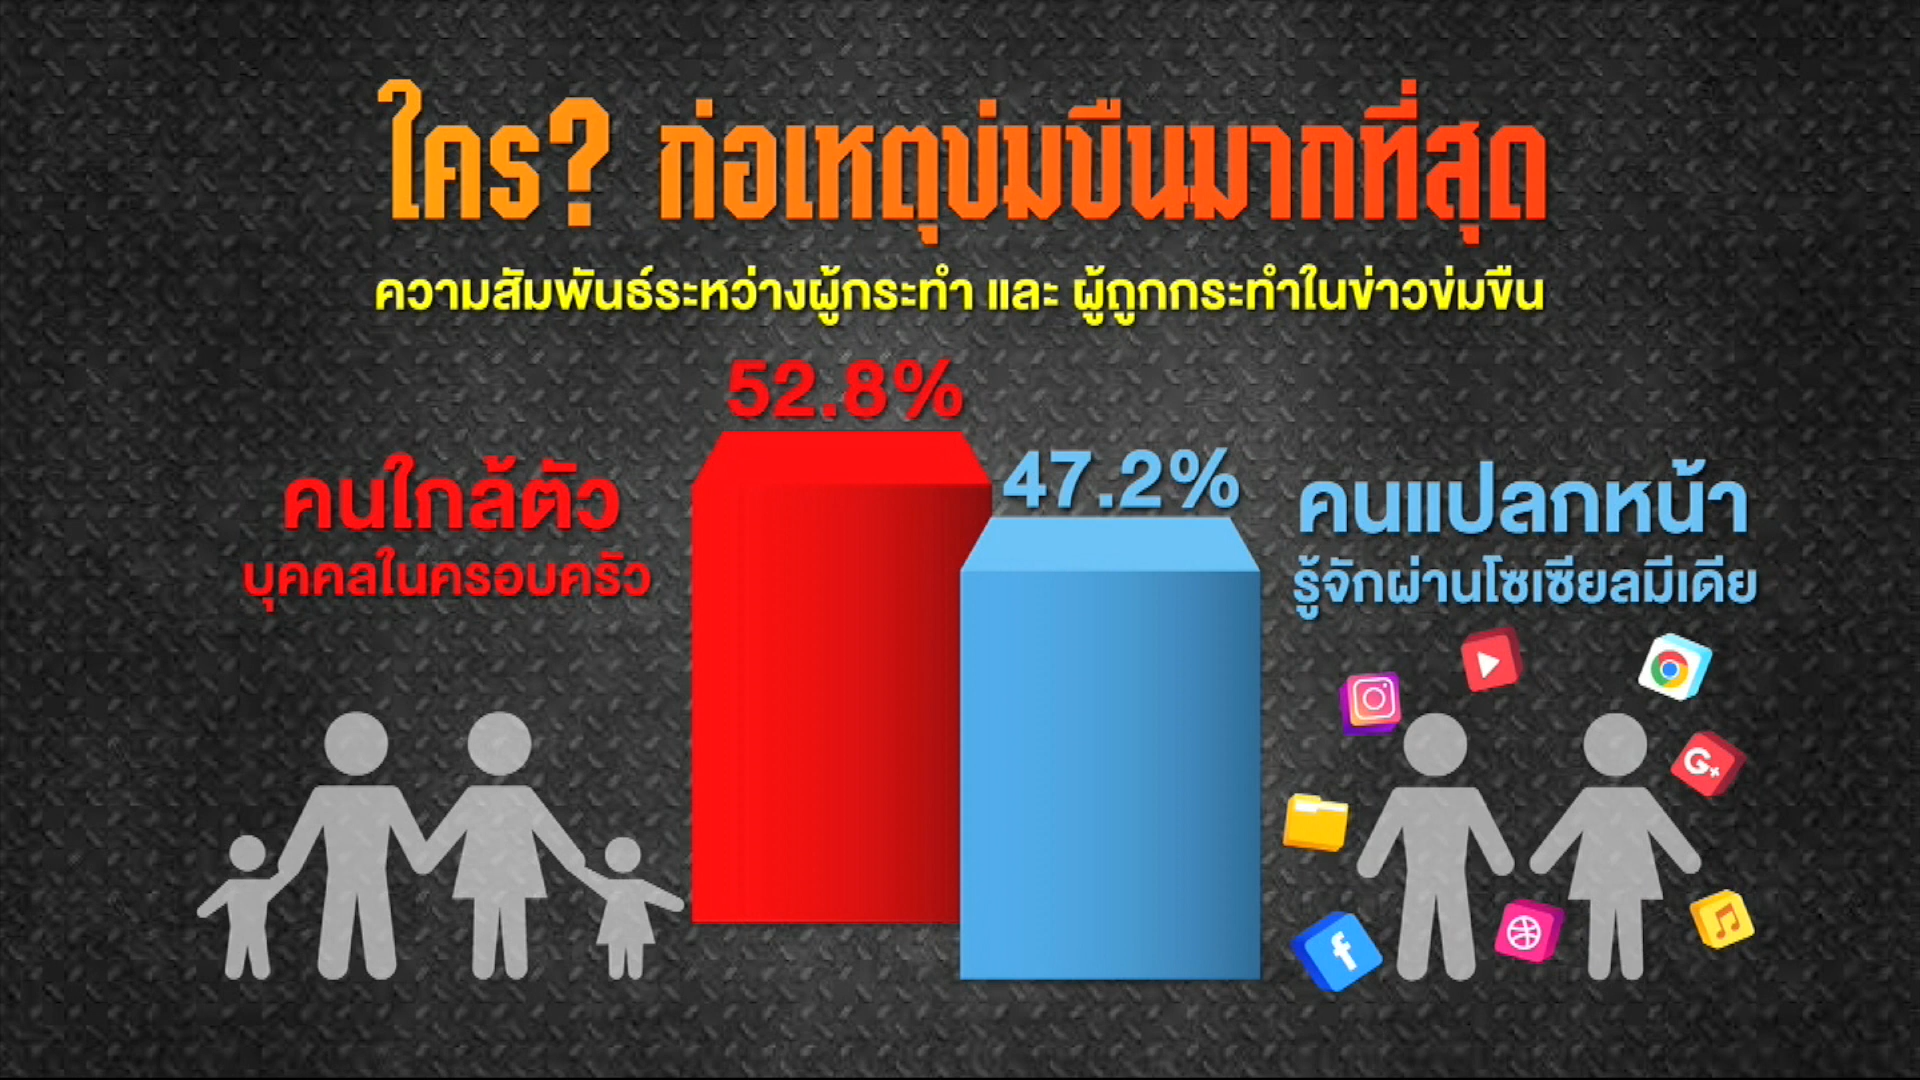 ใคร? ก่อเหตุข่มขืนมากที่สุด
ความสัมพันธ์ระหว่างผู้กระทำ และ ผู้ถูกกระทำในข่าวข่มขืน
52.8%
คนใกล้ตัว
บุคคลในครอบครัว
47.2%
คนแปลกหน้า
รู้จักผ่านโซเซียลมีเดีย
G+
f